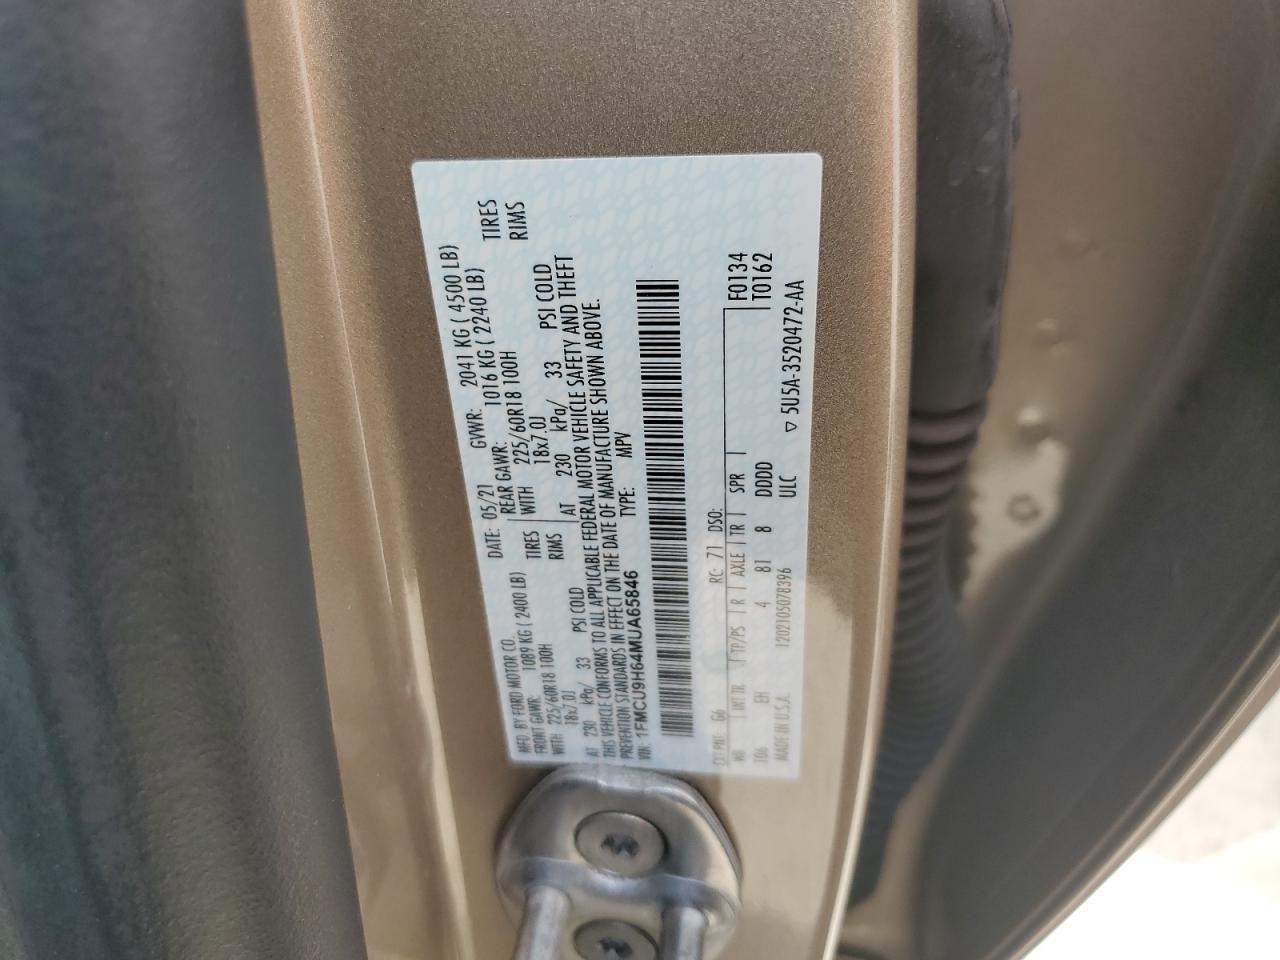 MFD. BY FORD MOTOR CO. DATE: 05/21 GVWR: 2041 KG ( 4500 LB)
FRONT GAWR: 1089 KG ( 2400 LB) REAR GAWR: 1016 KG ( 2240 LB)
WITH 225/60R18 100H TIRES WITH 225/60R18 100H TIRES
18x7.0J RIMS 18x7.0J RIMS
AT 230 kPa/ 33 PSI COLD AT 230 kPa/ 33 PSI COLD
THIS VEHICLE CONFORMS TO ALL APPLICABLE FEDERAL MOTOR VEHICLE SAFETY AND THEFT
PREVENTION STANDARDS IN EFFECT ON THE DATE OF MANUFACTURE SHOWN ABOVE.
VIN: 1FMCU9H64MUA65846 TYPE: MPV
EXT PNT: G6 RC: 71 DSO: F0134
WB INT TR TP/PS R AXLE TR SPR T0162
106 EH 4 81 8 DDDD
MADE IN U.S.A. 1202105078396 ULC ▽ 5U5A-3520472-AA